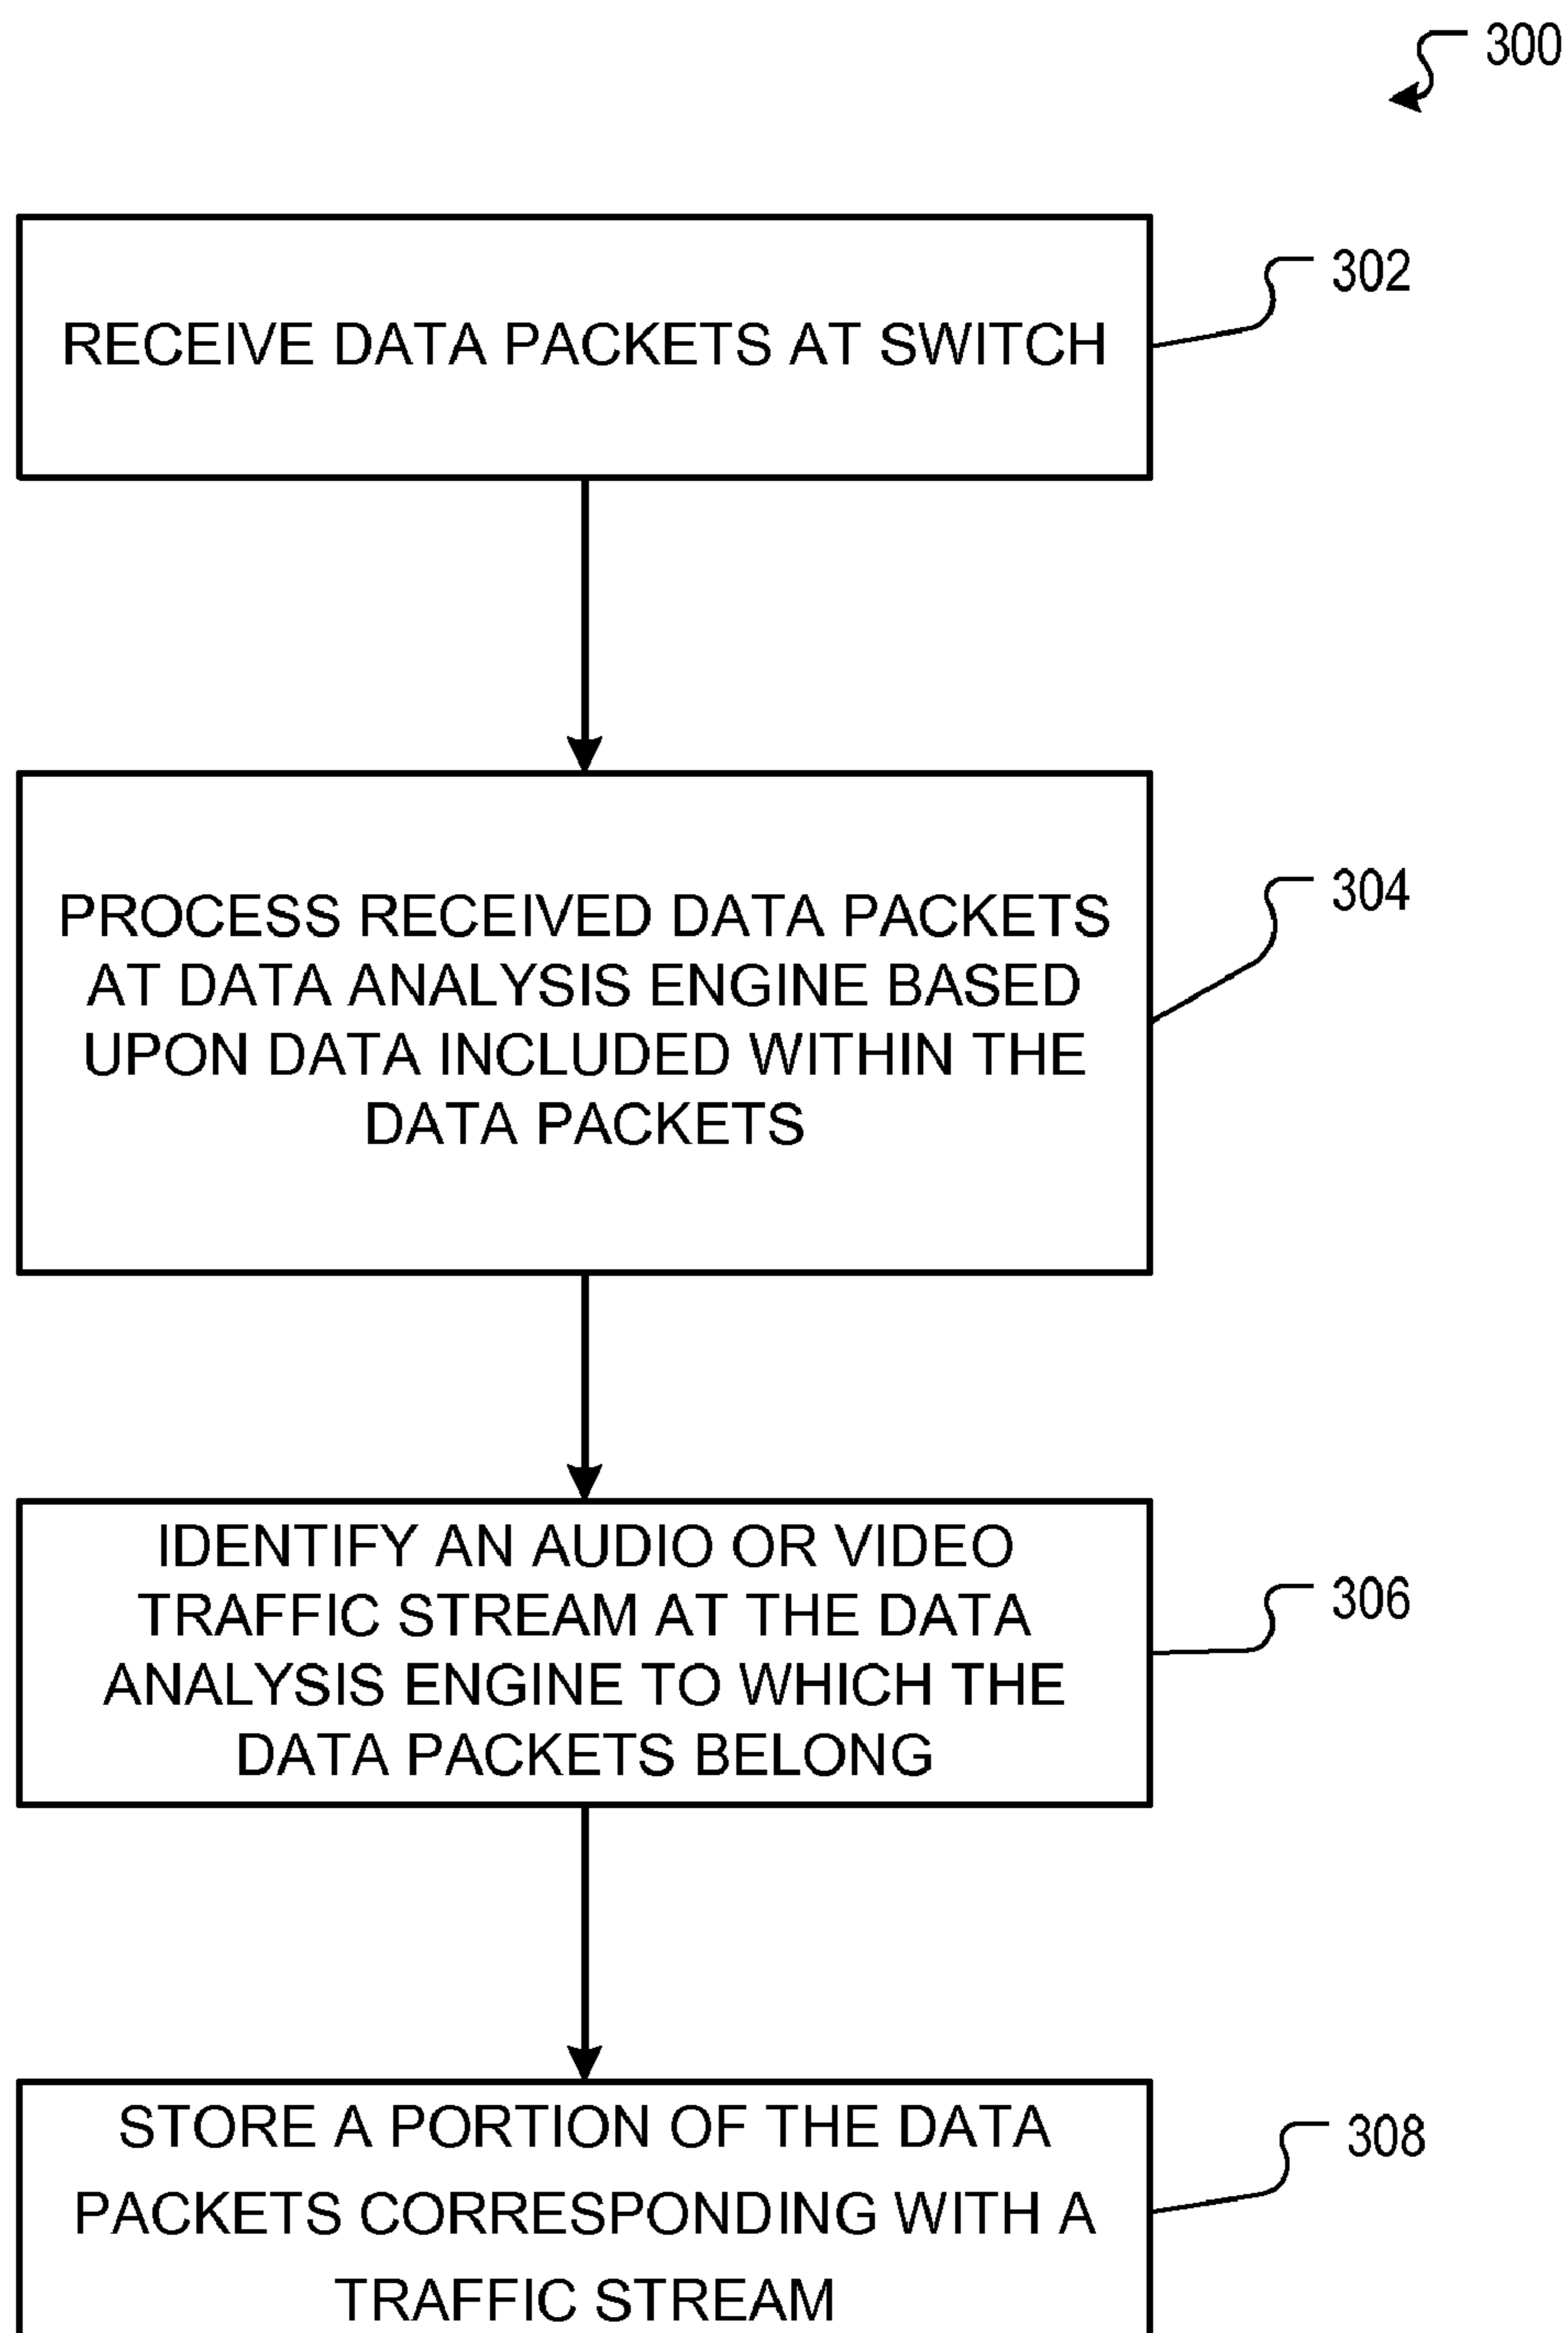 300
RECEIVE DATA PACKETS AT SWITCH
302
PROCESS RECEIVED DATA PACKETS
AT DATA ANALYSIS ENGINE BASED
UPON DATA INCLUDED WITHIN THE
DATA PACKETS
304
IDENTIFY AN AUDIO OR VIDEO
TRAFFIC STREAM AT THE DATA
ANALYSIS ENGINE TO WHICH THE
DATA PACKETS BELONG
306
STORE A PORTION OF THE DATA
PACKETS CORRESPONDING WITH A
TRAFFIC STREAM
308